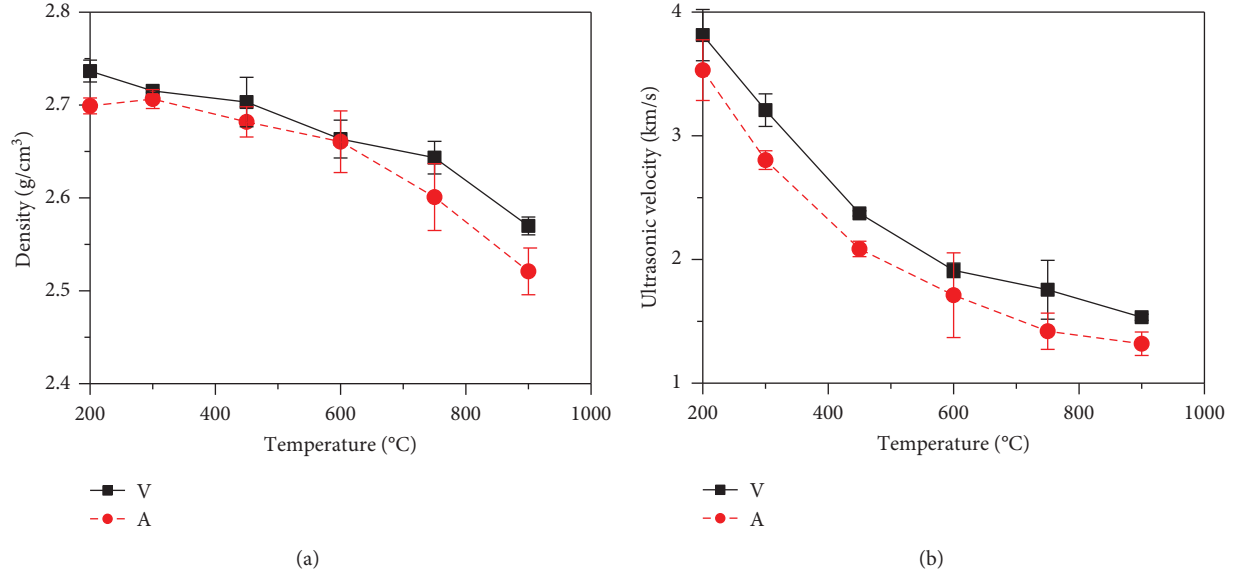 2.8
2.7
2.6
2.5
2.4
Density (g/cm³)
200 400 600 800 1000
Temperature (°C)
V
A
(a)
4
3
2
1
Ultrasonic velocity (km/s)
200 400 600 800 1000
Temperature (°C)
V
A
(b)